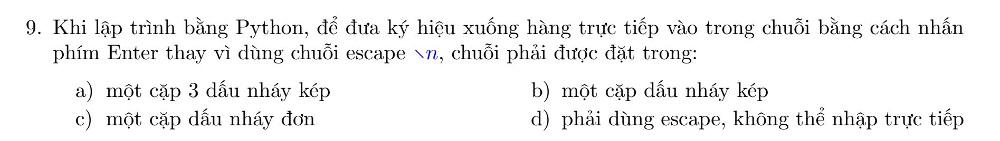 9. Khi lập trình bằng Python, để đưa ký hiệu xuống hàng trực tiếp vào trong chuỗi bằng cách nhấn
phím Enter thay vì dùng chuỗi escape \n, chuỗi phải được đặt trong:
a) một cặp 3 dấu nháy kép
b) một cặp dấu nháy kép
c) một cặp dấu nháy đơn
d) phải dùng escape, không thể nhập trực tiếp